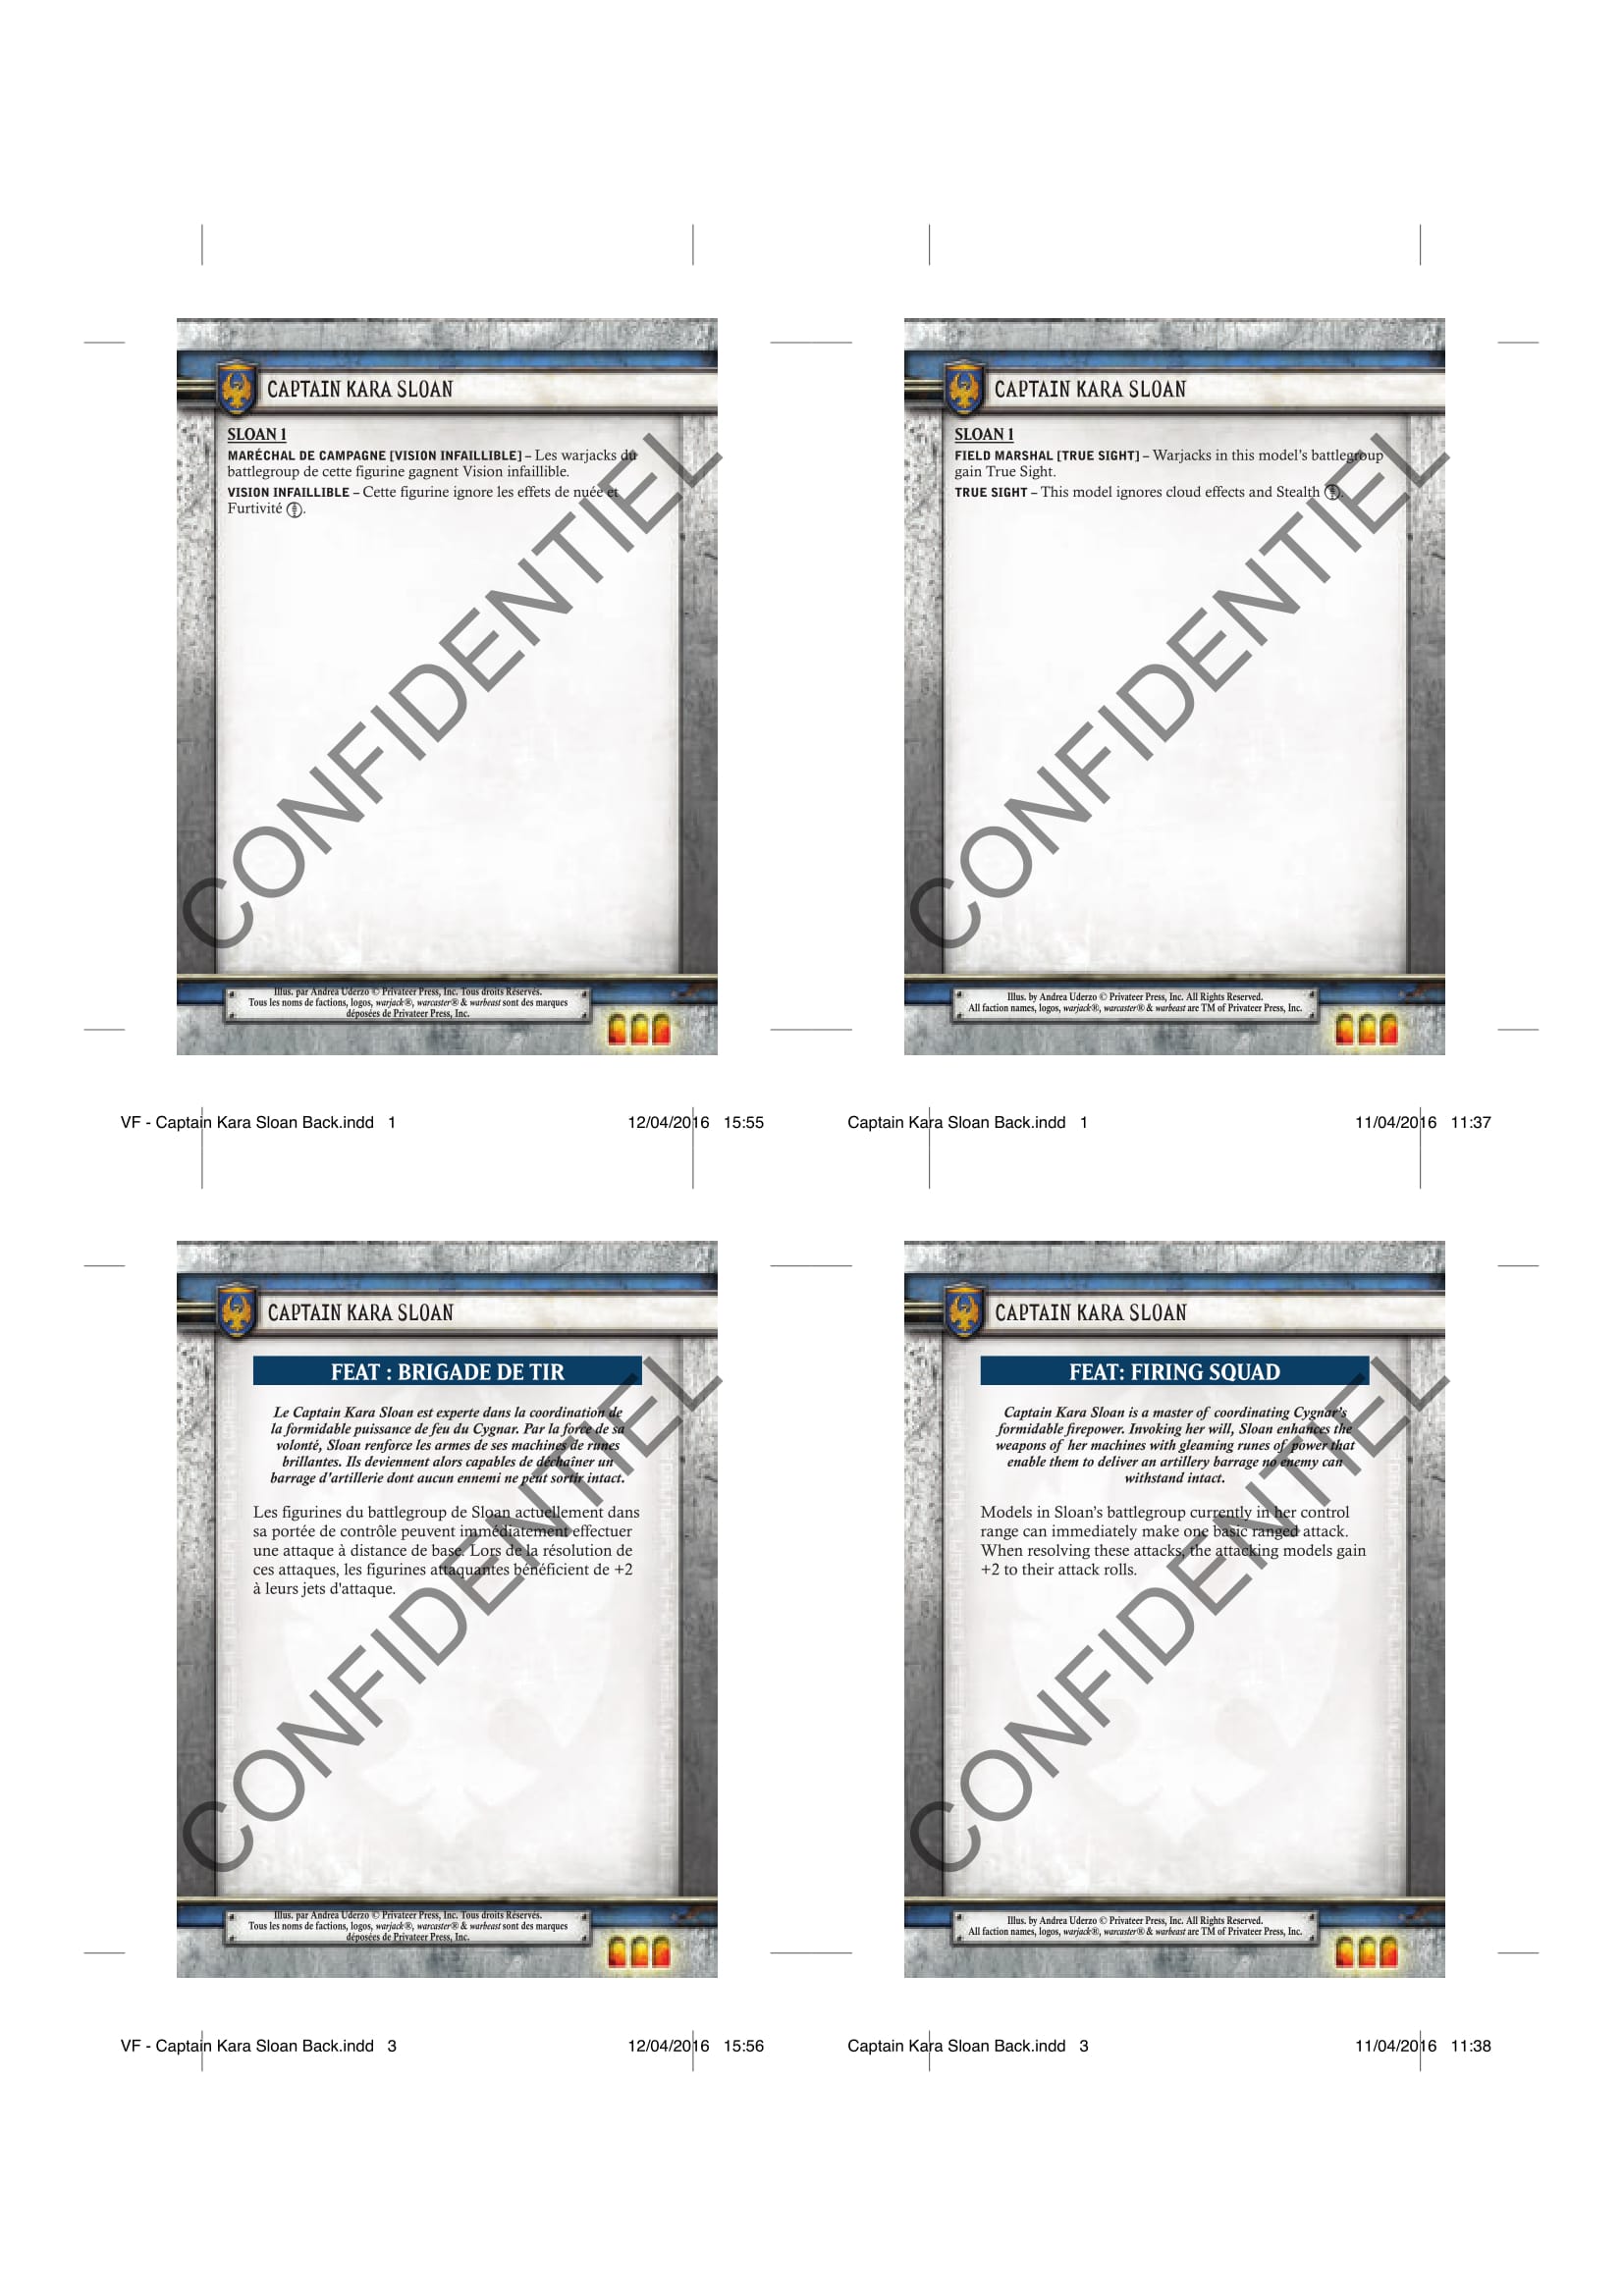 CAPTAIN KARA SLOAN
SLOAN 1
MARÉCHAL DE CAMPAGNE [VISION INFAILLIBLE] – Les warjacks du
battlegroup de cette figurine gagnent Vision infaillible.
VISION INFAILLIBLE – Cette figurine ignore les effets de nuée et
Furtivité .
CONFIDENTIEL
Illus. par Andrea Uderzo © Privateer Press, Inc. Tous droits Réservés.
Tous les noms de factions, logos, warjack®, warcaster® & warbeast sont des marques
déposées de Privateer Press, Inc.
VF - Captain Kara Sloan Back.indd 1
12/04/2016 15:55
CAPTAIN KARA SLOAN
SLOAN 1
FIELD MARSHAL [TRUE SIGHT] – Warjacks in this model's battlegroup
gain True Sight.
TRUE SIGHT – This model ignores cloud effects and Stealth .
CONFIDENTIEL
Illus. by Andrea Uderzo © Privateer Press, Inc. All Rights Reserved.
All faction names, logos, warjack®, warcaster® & warbeast are TM of Privateer Press, Inc.
Captain Kara Sloan Back.indd 1
11/04/2016 11:37
CAPTAIN KARA SLOAN
FEAT : BRIGADE DE TIR
Le Captain Kara Sloan est experte dans la coordination de
la formidable puissance de feu du Cygnar. Par la force de sa
volonté, Sloan renforce les armes de ses machines de runes
brillantes. Ils deviennent alors capables de déchaîner un
barrage d'artillerie dont aucun ennemi ne peut sortir intact.
Les figurines du battlegroup de Sloan actuellement dans
sa portée de contrôle peuvent immédiatement effectuer
une attaque à distance de base. Lors de la résolution de
ces attaques, les figurines attaquantes bénéficient de +2
à leurs jets d'attaque.
CONFIDENTIEL
Illus. par Andrea Uderzo © Privateer Press, Inc. Tous droits Réservés.
Tous les noms de factions, logos, warjack®, warcaster® & warbeast sont des marques
déposées de Privateer Press, Inc.
VF - Captain Kara Sloan Back.indd 3
12/04/2016 15:56
CAPTAIN KARA SLOAN
FEAT: FIRING SQUAD
Captain Kara Sloan is a master of coordinating Cygnar's
formidable firepower. Invoking her will, Sloan enhances the
weapons of her machines with gleaming runes of power that
enable them to deliver an artillery barrage no enemy can
withstand intact.
Models in Sloan's battlegroup currently in her control
range can immediately make one basic ranged attack.
When resolving these attacks, the attacking models gain
+2 to their attack rolls.
CONFIDENTIEL
Illus. by Andrea Uderzo © Privateer Press, Inc. All Rights Reserved.
All faction names, logos, warjack®, warcaster® & warbeast are TM of Privateer Press, Inc.
Captain Kara Sloan Back.indd 3
11/04/2016 11:38